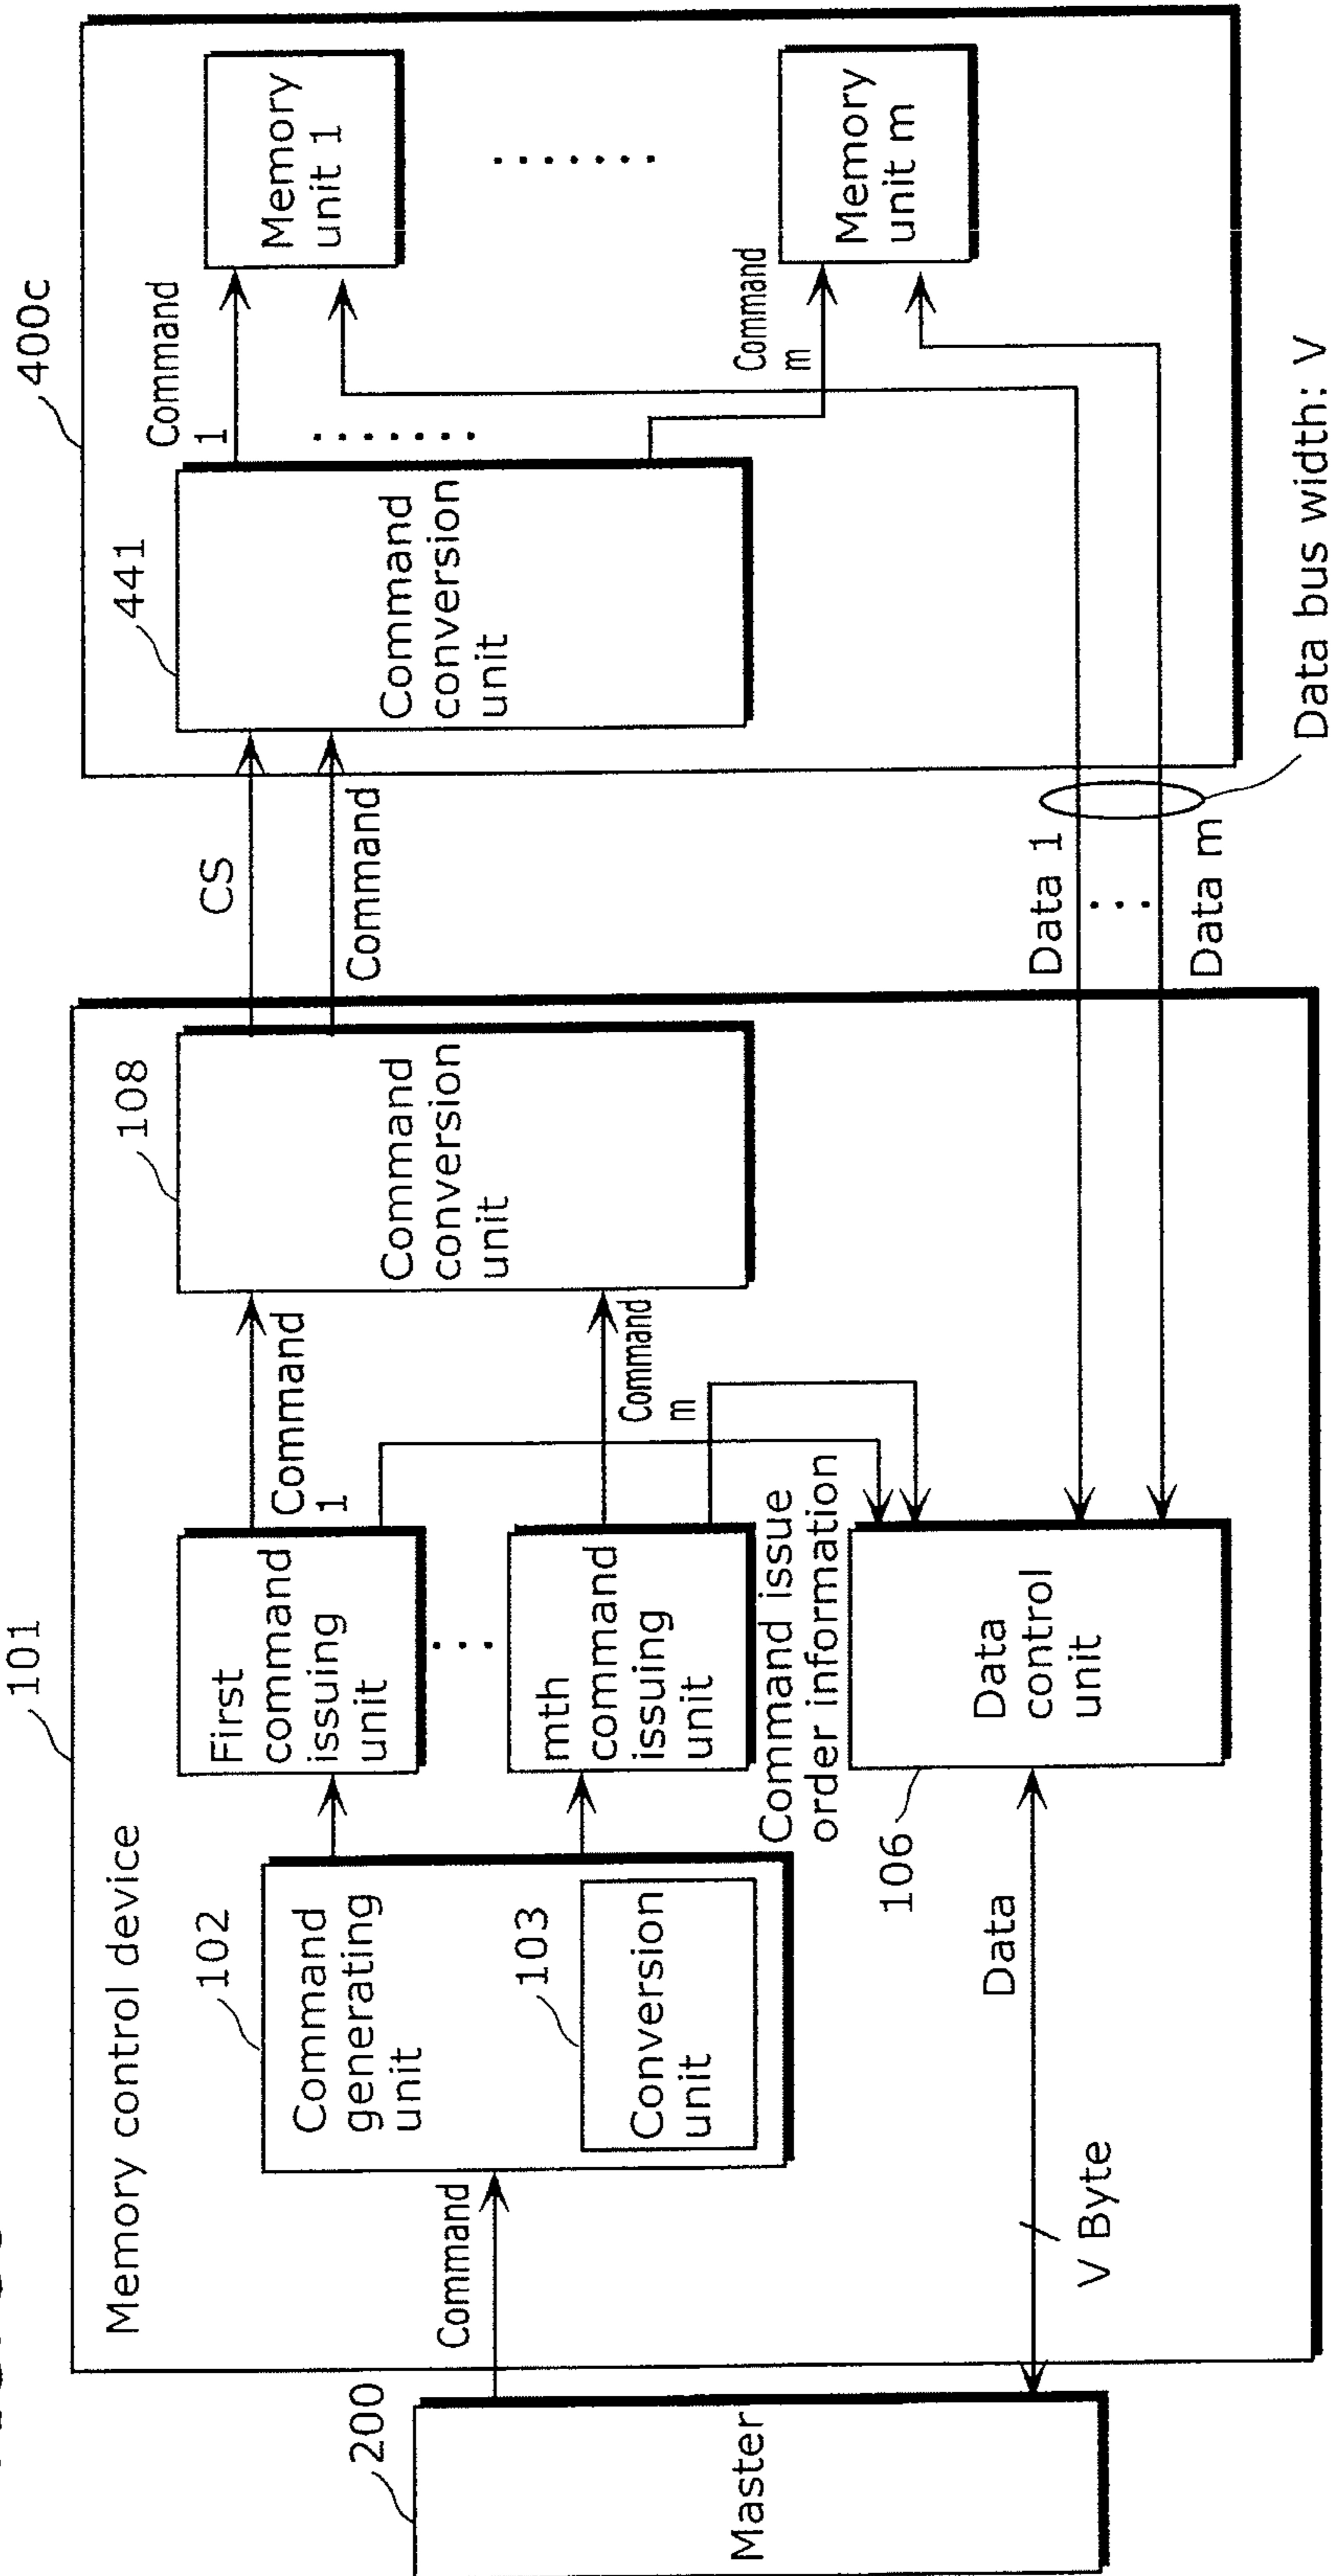 101
400c
Memory control device
102
Command
generating
unit
103
Conversion
unit
First
command
issuing
unit
mth
command
issuing
unit
Command
1
Command
m
108
Command
conversion
unit
CS
Command
441
Command
conversion
unit
Command
1
Command
m
Memory
unit 1
Memory
unit m
200
Master
Command
Command issue
order information
106
Data
control
unit
Data
V Byte
Data 1
Data m
Data bus width: V